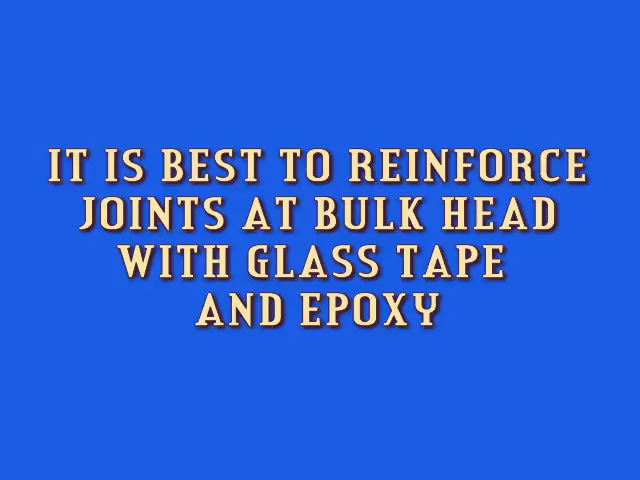 IT IS BEST TO REINFORCE
JOINTS AT BULK HEAD
WITH GLASS TAPE
AND EPOXY